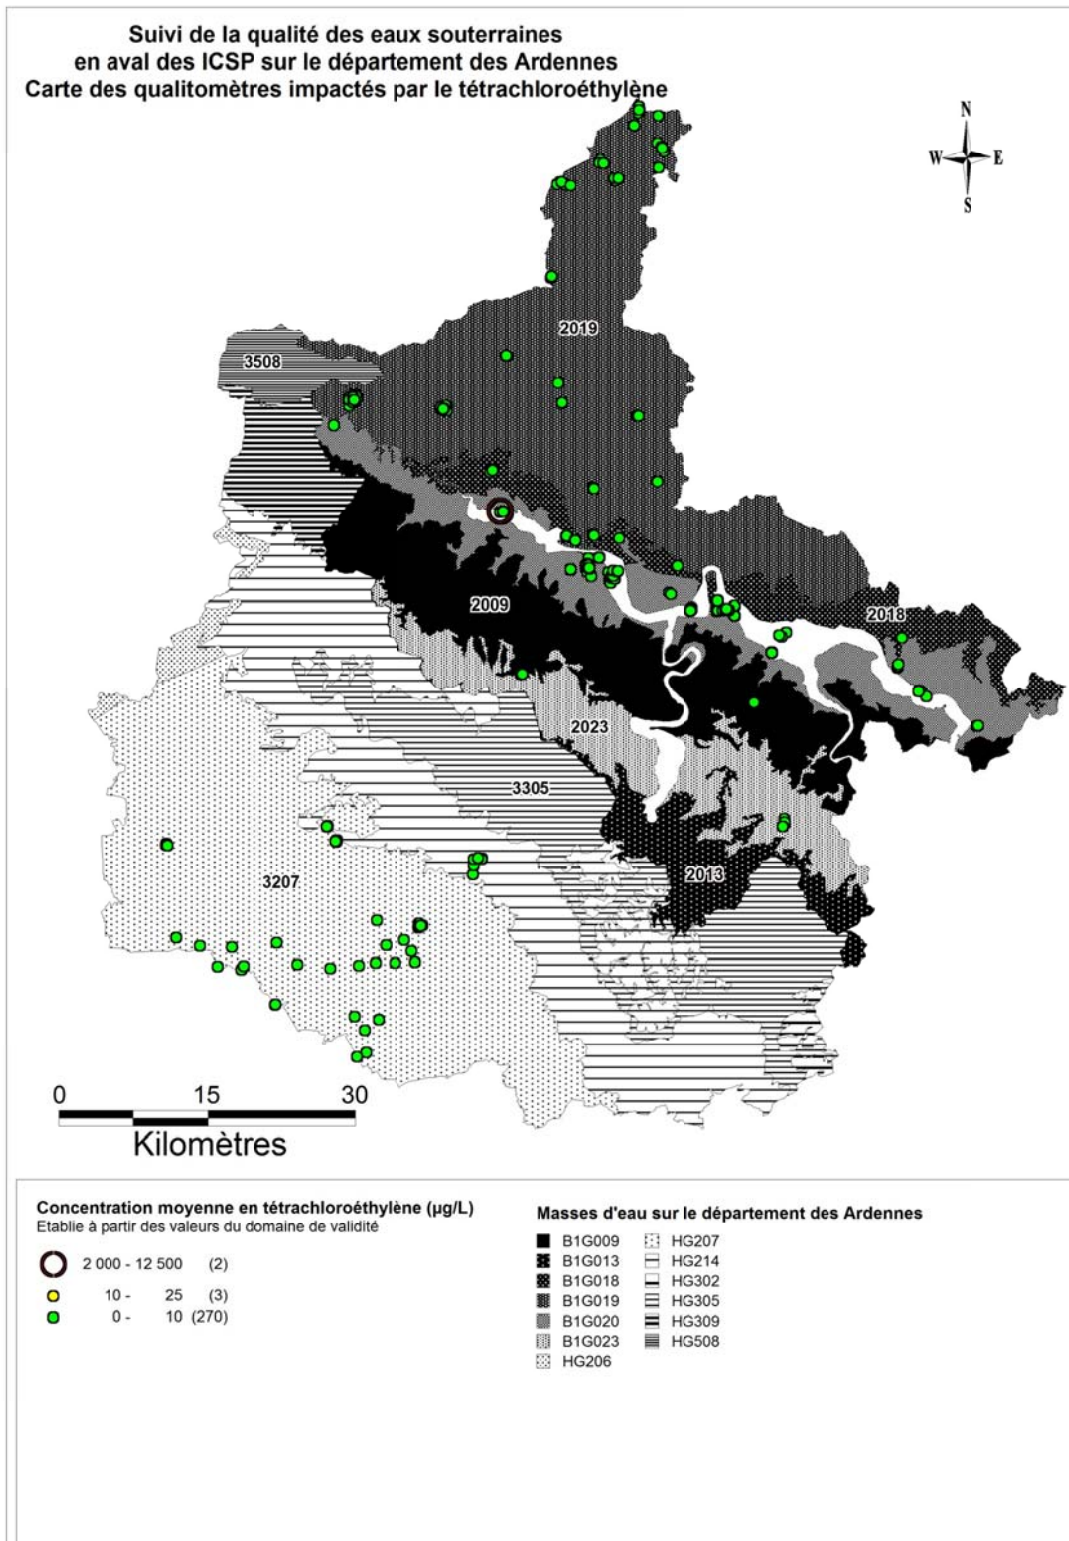 Suivi de la qualité des eaux souterraines
en aval des ICSP sur le département des Ardennes
Carte des qualitomètres impactés par le tétrachloroéthylène
N
W E
S
2019
3508
2009
2018
2023
3305
2013
3207
0 15 30
Kilomètres
Concentration moyenne en tétrachloroéthylène (µg/L)
Etablie à partir des valeurs du domaine de validité
2 000 - 12 500 (2)
10 - 25 (3)
0 - 10 (270)
Masses d'eau sur le département des Ardennes
B1G009 HG207
B1G013 HG214
B1G018 HG302
B1G019 HG305
B1G020 HG309
B1G023 HG508
HG206